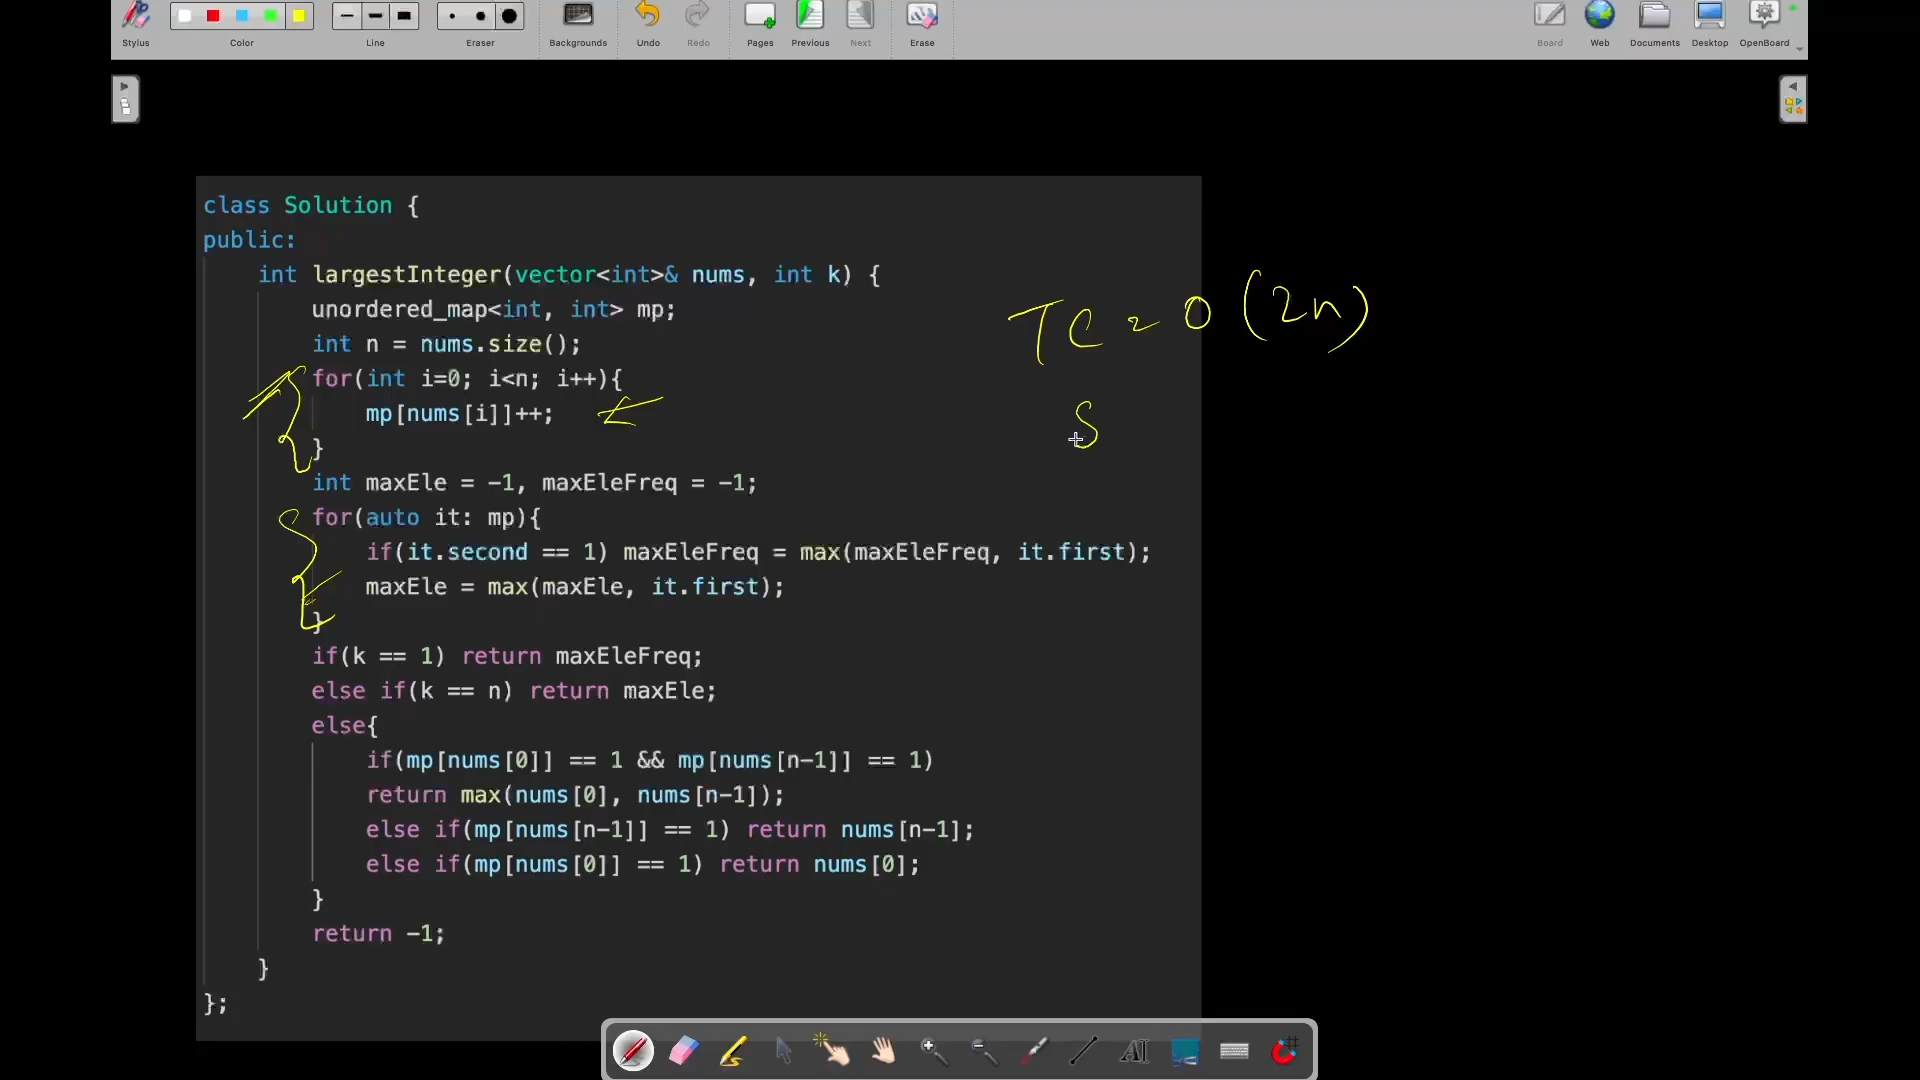 Stylus Color Line Eraser Backgrounds Undo Redo Pages Previous Next Erase Board Web Documents Desktop OpenBoard
class Solution {
public:
int largestInteger(vector<int>& nums, int k) {
unordered_map<int, int> mp;
int n = nums.size();
for(int i=0; i<n; i++){
mp[nums[i]]++;
}
int maxEle = -1, maxEleFreq = -1;
for(auto it: mp){
if(it.second == 1) maxEleFreq = max(maxEleFreq, it.first);
maxEle = max(maxEle, it.first);
}
if(k == 1) return maxEleFreq;
else if(k == n) return maxEle;
else{
if(mp[nums[0]] == 1 && mp[nums[n-1]] == 1)
return max(nums[0], nums[n-1]);
else if(mp[nums[n-1]] == 1) return nums[n-1];
else if(mp[nums[0]] == 1) return nums[0];
}
return -1;
}
};
TC = O (2n)
S
AI